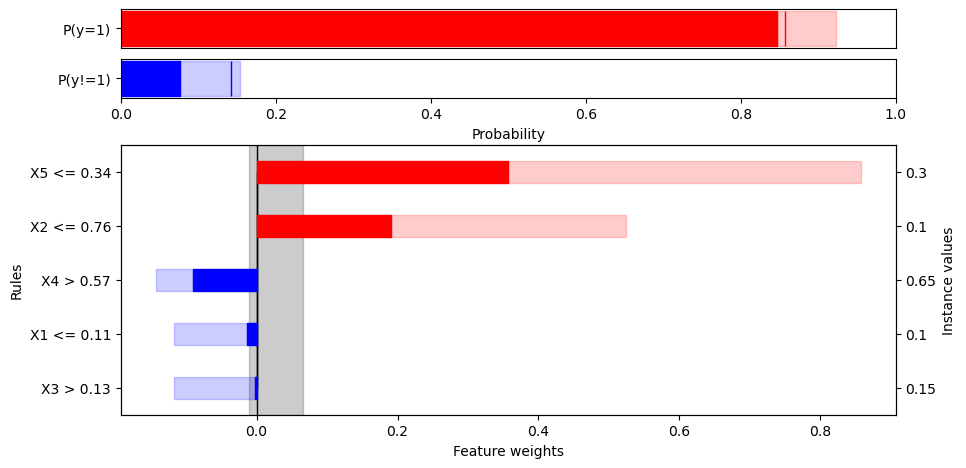 P(y=1)
P(y!=1)
0.0 0.2 0.4 0.6 0.8 1.0
Probability
X5 <= 0.34 0.3
X2 <= 0.76 0.1
X4 > 0.57 0.65
X1 <= 0.11 0.1
X3 > 0.13 0.15
Rules
Instance values
0.0 0.2 0.4 0.6 0.8
Feature weights